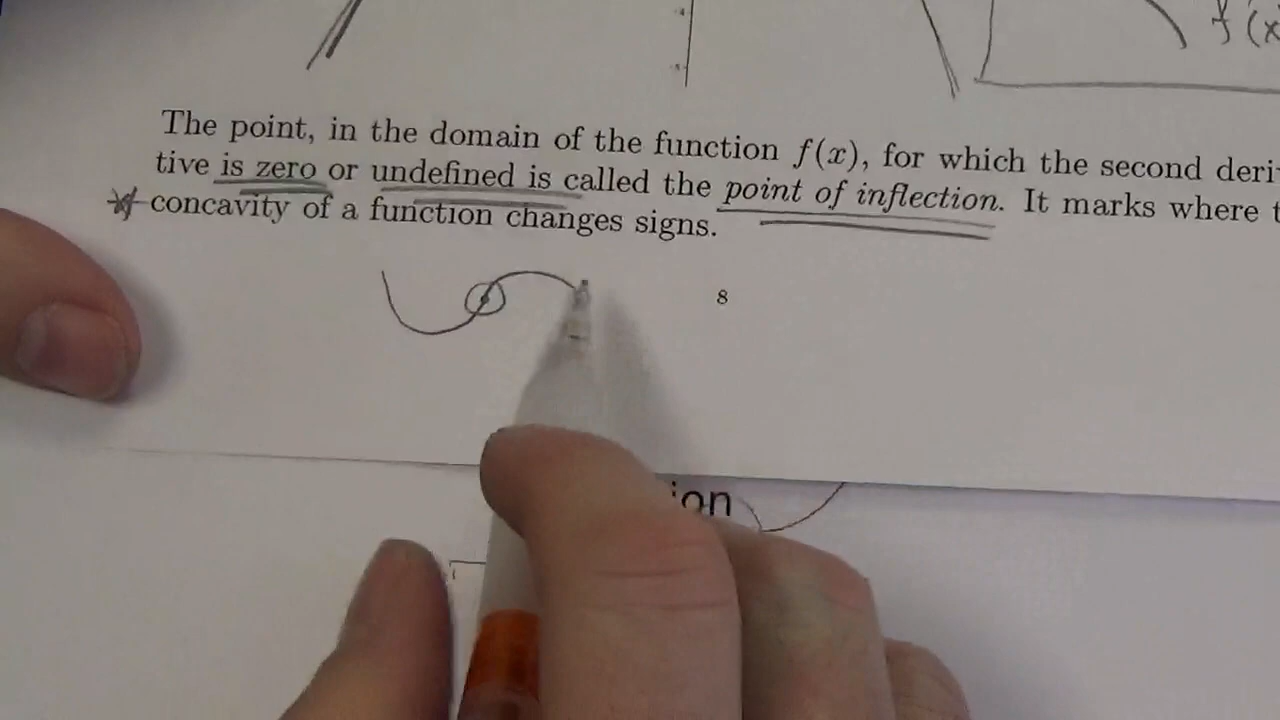 f(x
The point, in the domain of the function f(x), for which the second deri
tive is zero or undefined is called the point of inflection. It marks where t
concavity of a function changes signs.
8
ion